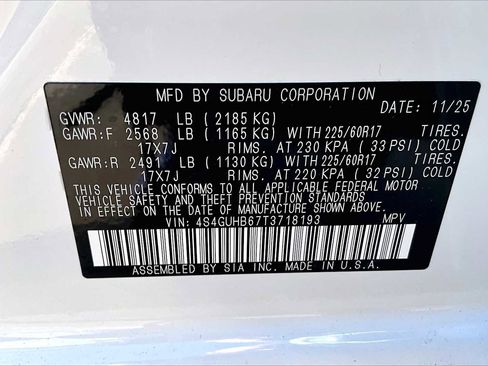 MFD BY SUBARU CORPORATION
DATE: 11/25
GVWR: 4817 LB ( 2185 KG)
GAWR:F 2568 LB ( 1165 KG) WITH 225/60R17 TIRES.
17X7J RIMS. AT 230 KPA ( 33 PSI) COLD
GAWR:R 2491 LB ( 1130 KG) WITH 225/60R17 TIRES.
17X7J RIMS. AT 220 KPA ( 32 PSI) COLD
THIS VEHICLE CONFORMS TO ALL APPLICABLE FEDERAL MOTOR
VEHICLE SAFETY AND THEFT PREVENTION STANDARDS
IN EFFECT ON THE DATE OF MANUFACTURE SHOWN ABOVE.
VIN: 4S4GUHB67T3718193 MPV
ASSEMBLED BY SIA INC. MADE IN U.S.A.